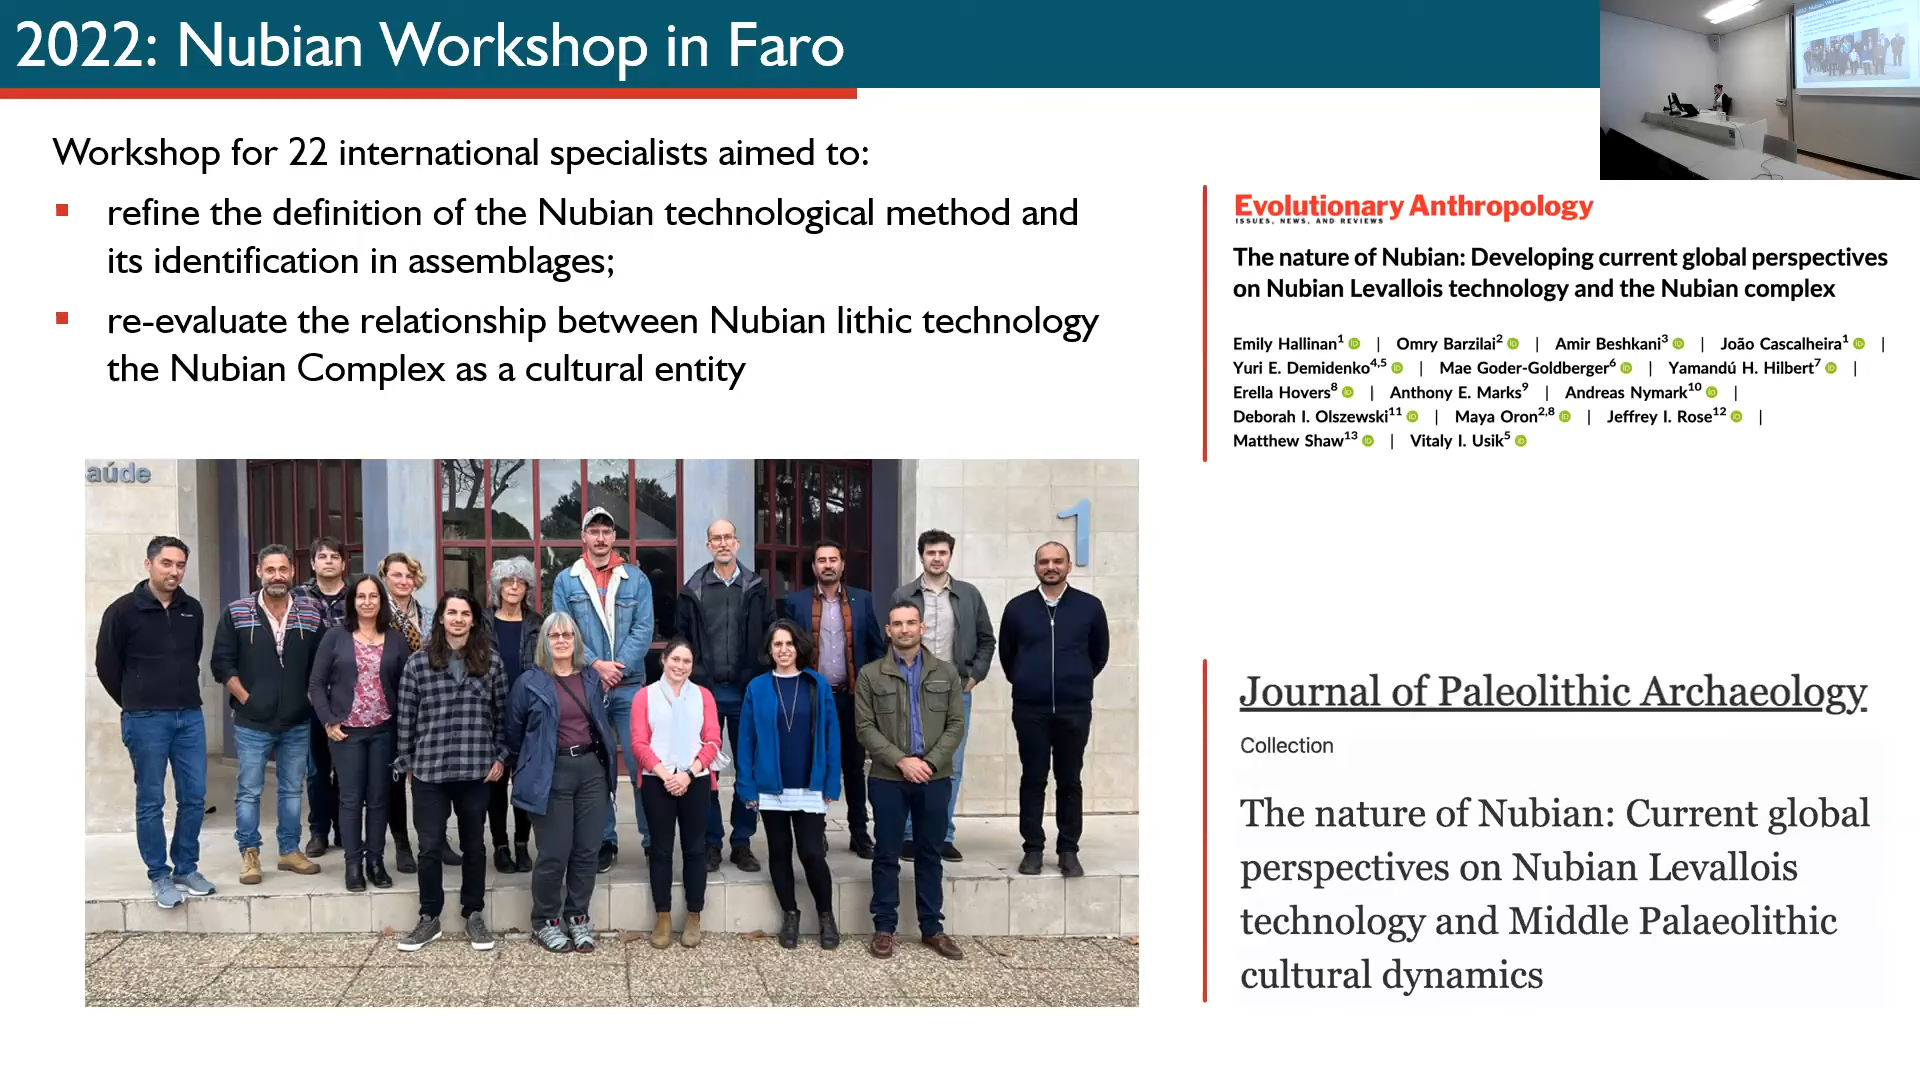 2022: Nubian Workshop in Faro
Workshop for 22 international specialists aimed to:
▪ refine the definition of the Nubian technological method and
its identification in assemblages;
▪ re-evaluate the relationship between Nubian lithic technology
the Nubian Complex as a cultural entity
aúde
1
Evolutionary Anthropology
ISSUES, NEWS, AND REVIEWS
The nature of Nubian: Developing current global perspectives
on Nubian Levallois technology and the Nubian complex
Emily Hallinan1 | Omry Barzilai2 | Amir Beshkani3 | João Cascalheira1 |
Yuri E. Demidenko4,5 | Mae Goder-Goldberger6 | Yamandú H. Hilbert7 |
Erella Hovers8 | Anthony E. Marks9 | Andreas Nymark10 |
Deborah I. Olszewski11 | Maya Oron2,8 | Jeffrey I. Rose12 |
Matthew Shaw13 | Vitaly I. Usik5
Journal of Paleolithic Archaeology
Collection
The nature of Nubian: Current global
perspectives on Nubian Levallois
technology and Middle Palaeolithic
cultural dynamics